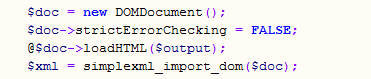 $doc = new DOMDocument();
$doc->strictErrorChecking = FALSE;
@$doc->loadHTML($output);
$xml = simplexml_import_dom($doc);